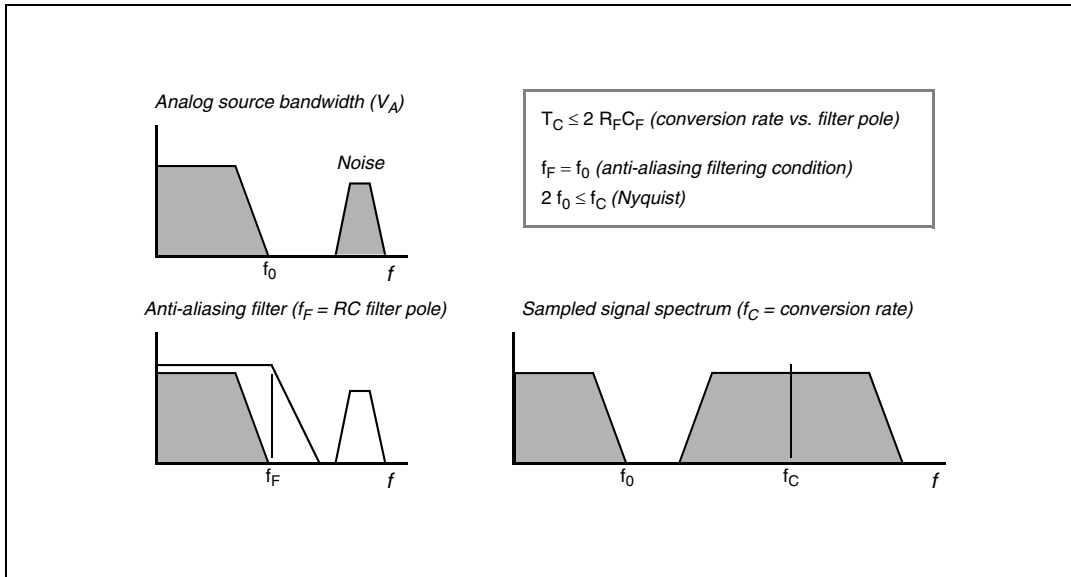 Analog source bandwidth (VA)
Noise
f0
f
TC ≤ 2 RFCF (conversion rate vs. filter pole)
fF = f0 (anti-aliasing filtering condition)
2 f0 ≤ fC (Nyquist)
Anti-aliasing filter (fF = RC filter pole)
fF
f
Sampled signal spectrum (fC = conversion rate)
f0
fC
f